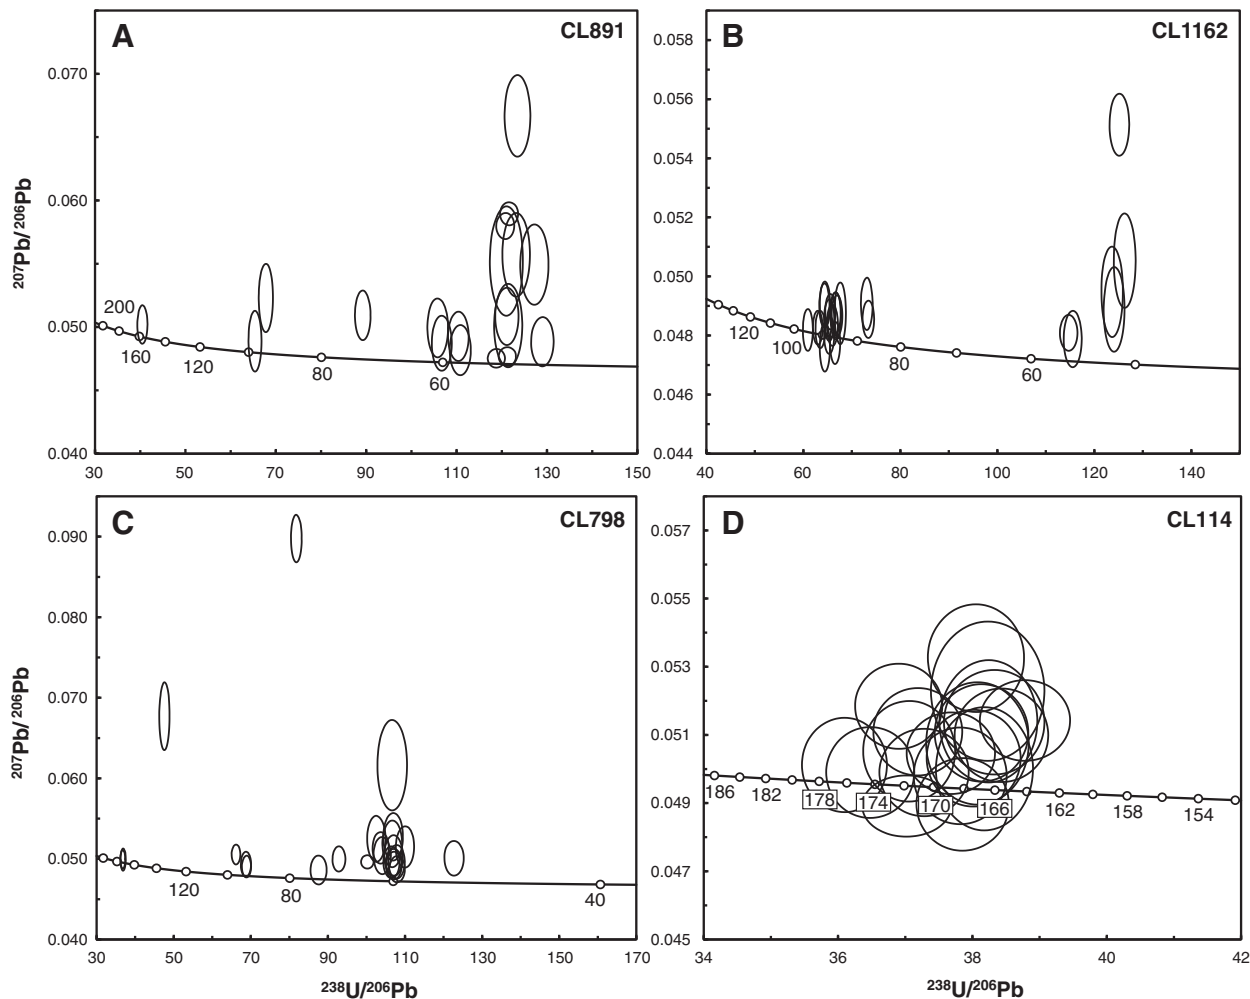 A
CL891
0.070
0.060
0.050
0.040
²⁰⁷Pb/²⁰⁶Pb
200
160
120
80
60
30 50 70 90 110 130 150
B
CL1162
0.058
0.056
0.054
0.052
0.050
0.048
0.046
0.044
120
100
80
60
40 60 80 100 120 140
C
CL798
0.090
0.080
0.070
0.060
0.050
0.040
²⁰⁷Pb/²⁰⁶Pb
120
80
40
30 50 70 90 110 130 150 170
²³⁸U/²⁰⁶Pb
D
CL114
0.057
0.055
0.053
0.051
0.049
0.047
0.045
186 182 178 174 170 166 162 158 154
34 36 38 40 42
²³⁸U/²⁰⁶Pb